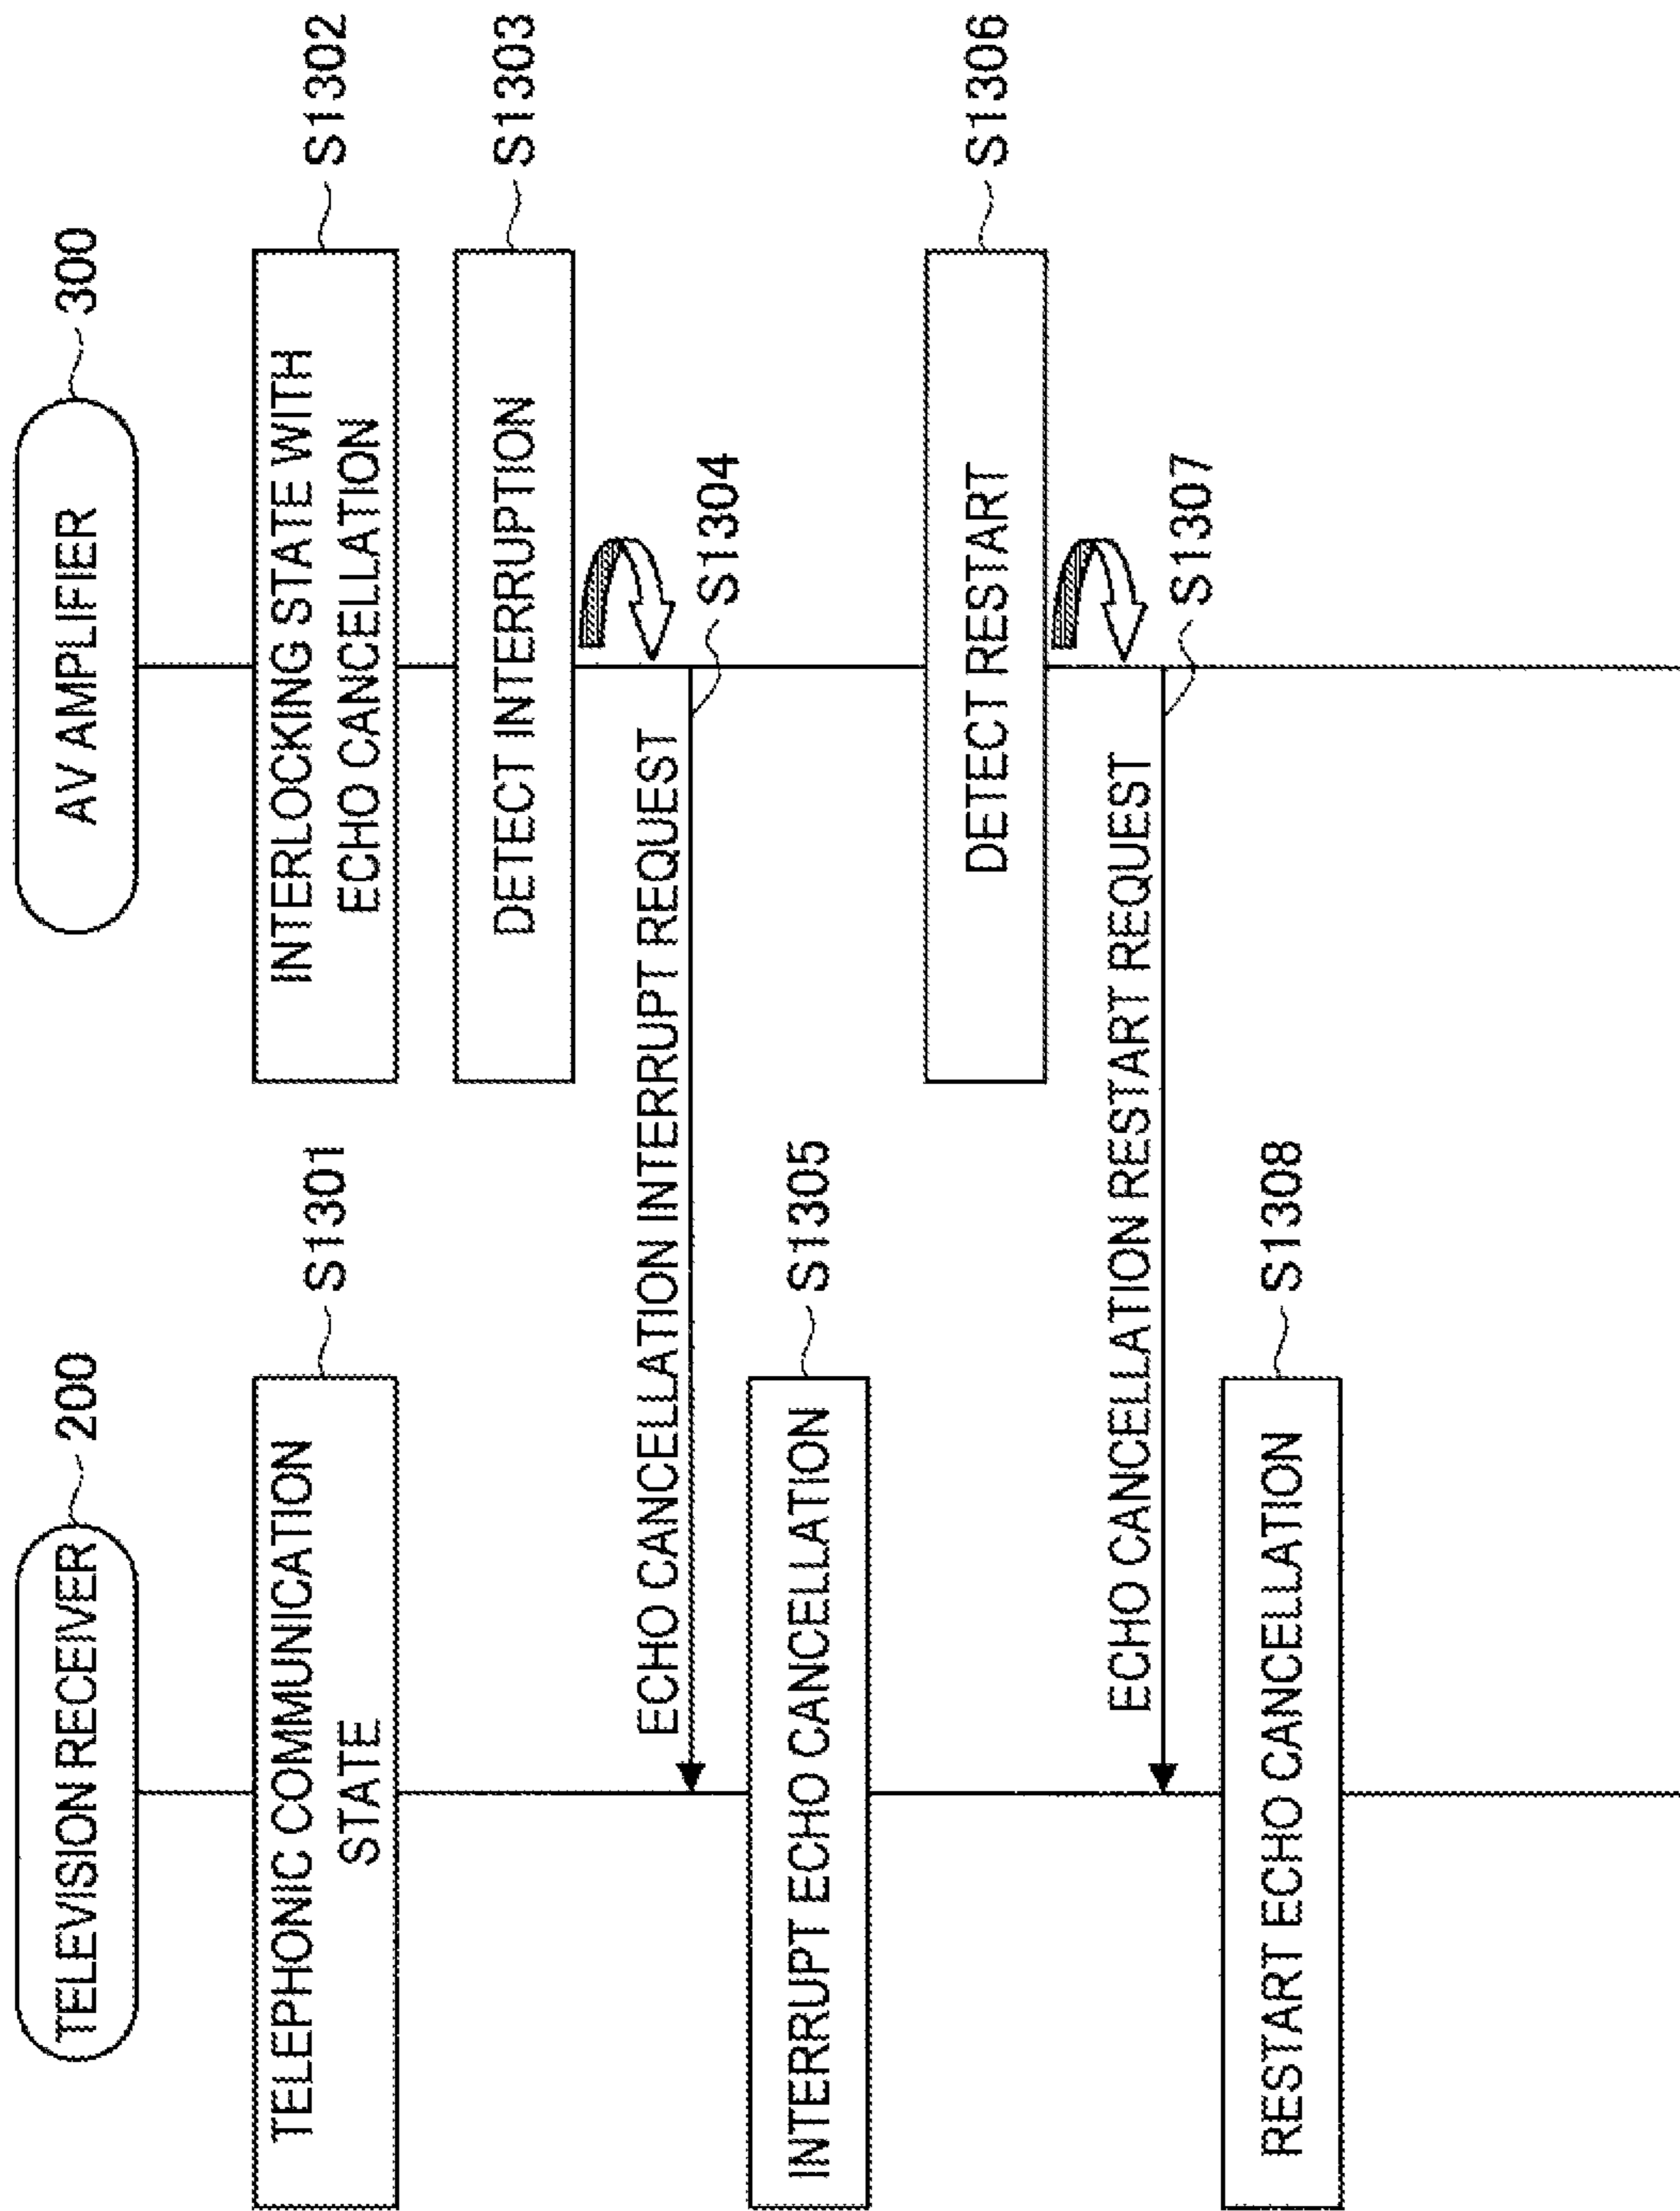 TELEVISION RECEIVER
200
AV AMPLIFIER
300
TELEPHONIC COMMUNICATION
STATE
S1301
INTERLOCKING STATE WITH
ECHO CANCELLATION
S1302
DETECT INTERRUPTION
S1303
ECHO CANCELLATION INTERRUPT REQUEST
S1304
INTERRUPT ECHO CANCELLATION
S1305
DETECT RESTART
S1306
ECHO CANCELLATION RESTART REQUEST
S1307
RESTART ECHO CANCELLATION
S1308